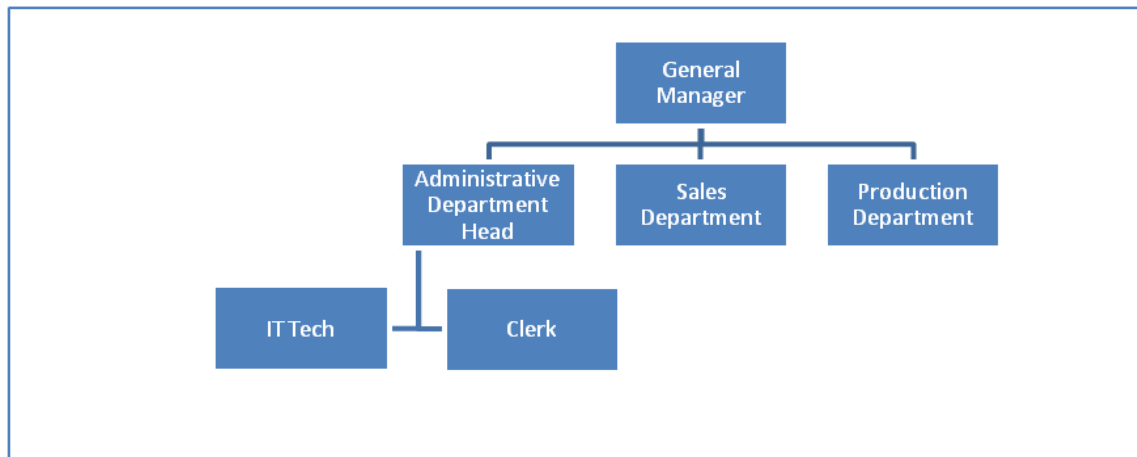 General
Manager
Administrative
Department
Head
Sales
Department
Production
Department
IT Tech
Clerk